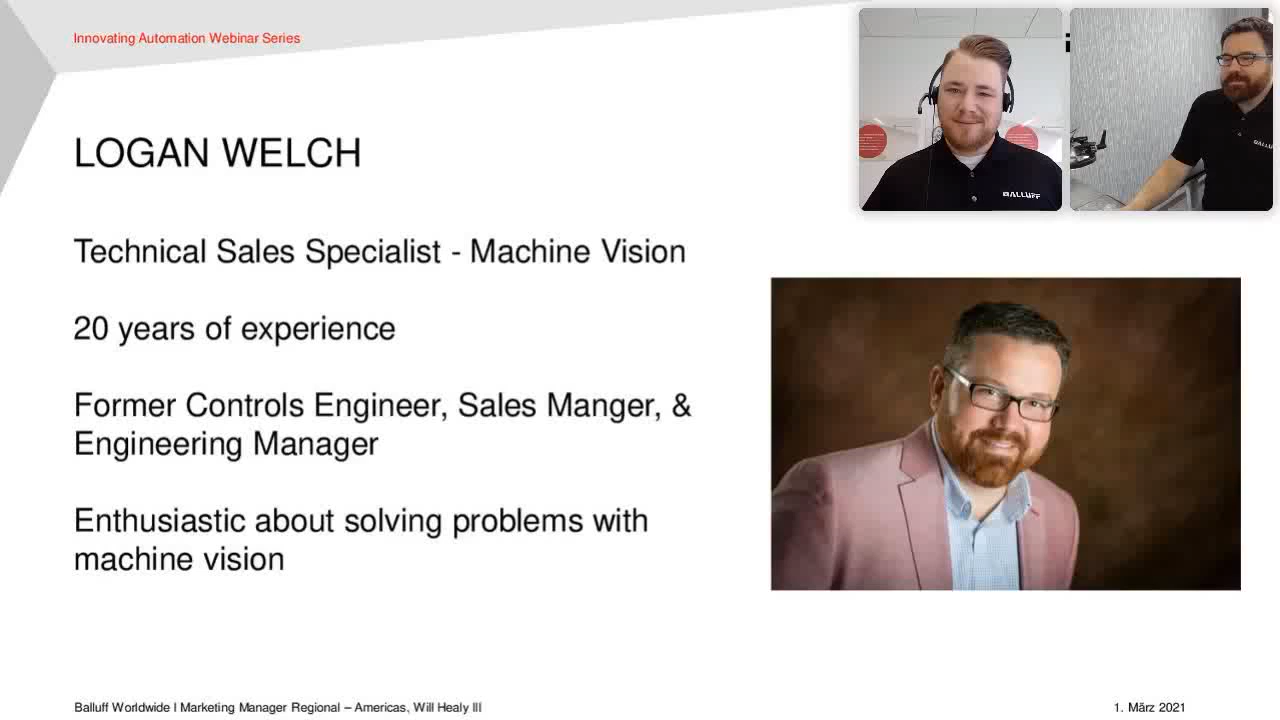 Innovating Automation Webinar Series
LOGAN WELCH
Technical Sales Specialist - Machine Vision
20 years of experience
Former Controls Engineer, Sales Manger, &
Engineering Manager
Enthusiastic about solving problems with
machine vision
BALLUFF
BALLU
Balluff Worldwide I Marketing Manager Regional – Americas, Will Healy III
1. März 2021